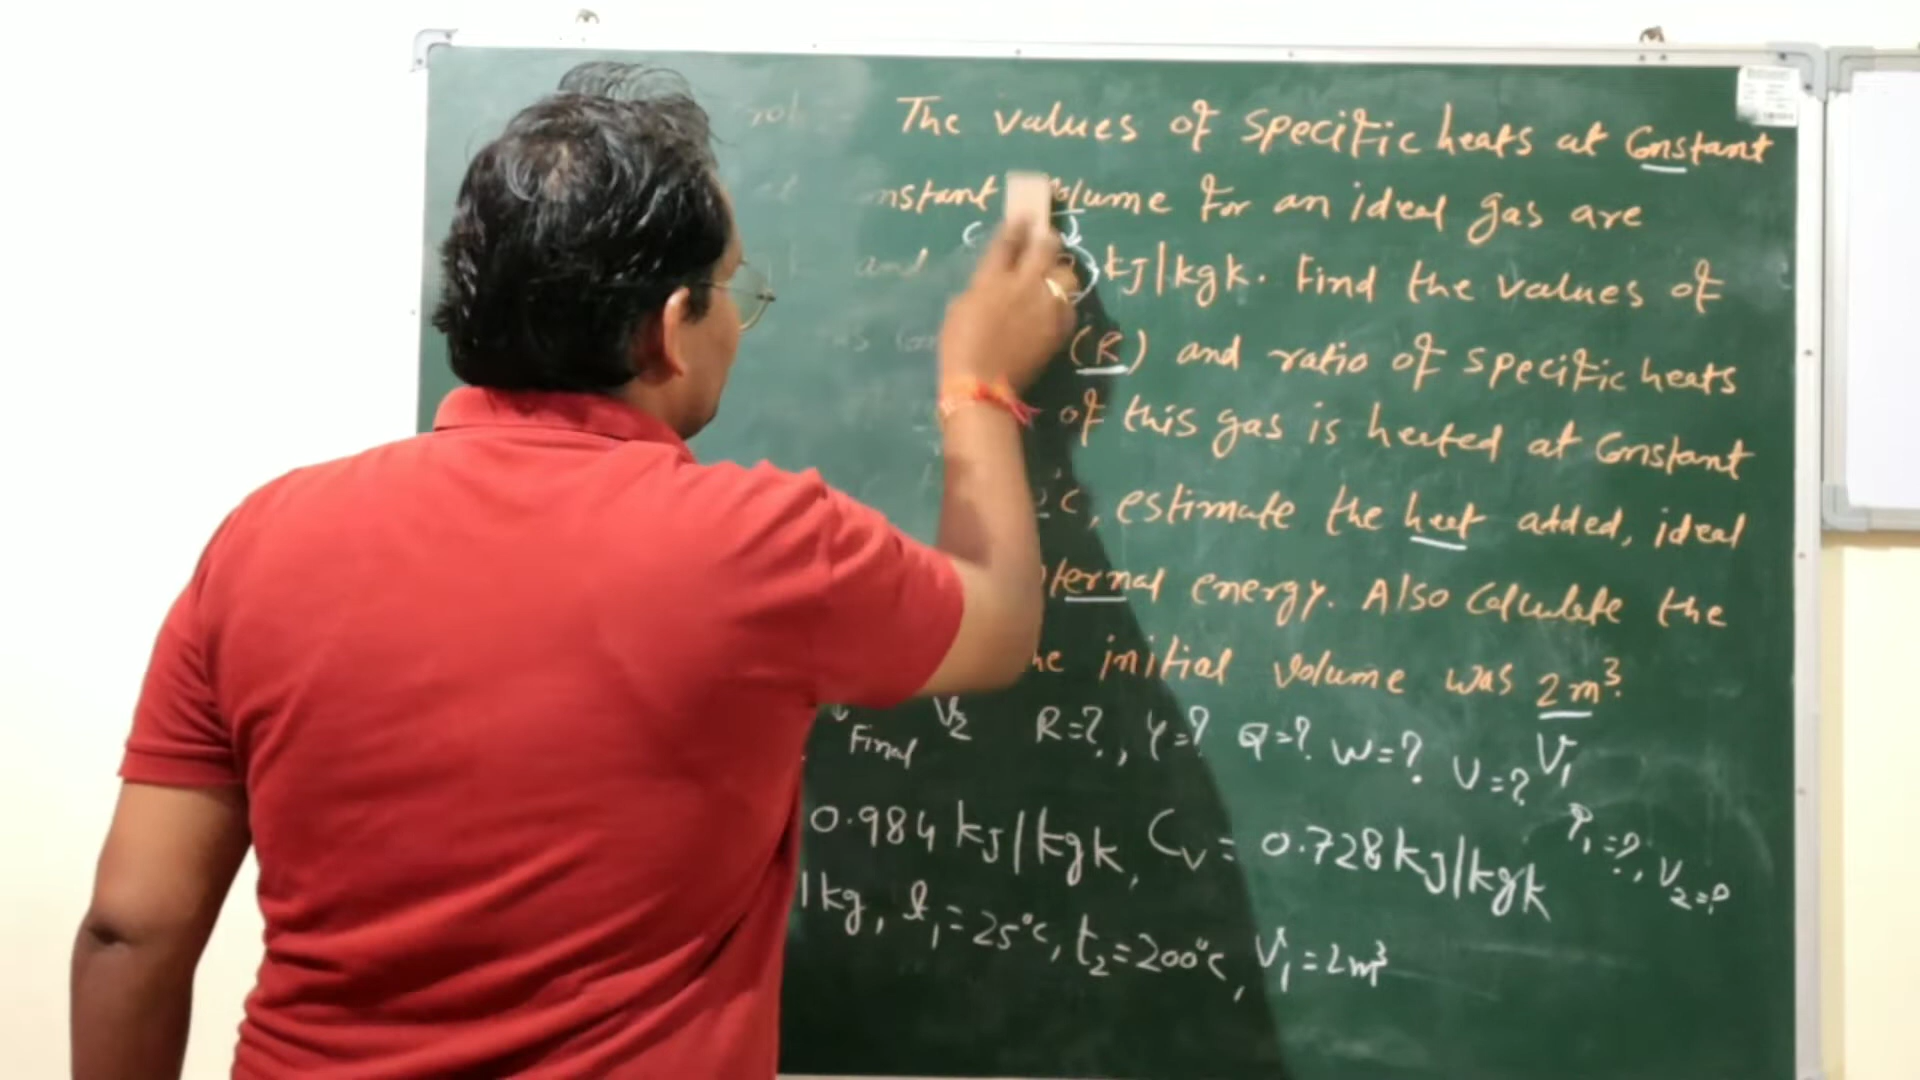 The values of specific heats at Constant
nstant volume for an ideal gas are
and kJ/kgk. Find the values of
(R) and ratio of specific heats
of this gas is heated at Constant
c, estimate the heat added, ideal
ternal energy. Also Calculate the
he initial volume was 2m³.
Final V2 R=?, γ=? Q=? W=? U=? V1
0.984 kJ/kgk, Cv = 0.728 kJ/kgk P1=?, V2=?
1kg, t1=25°c, t2=200°c, V1=2m³